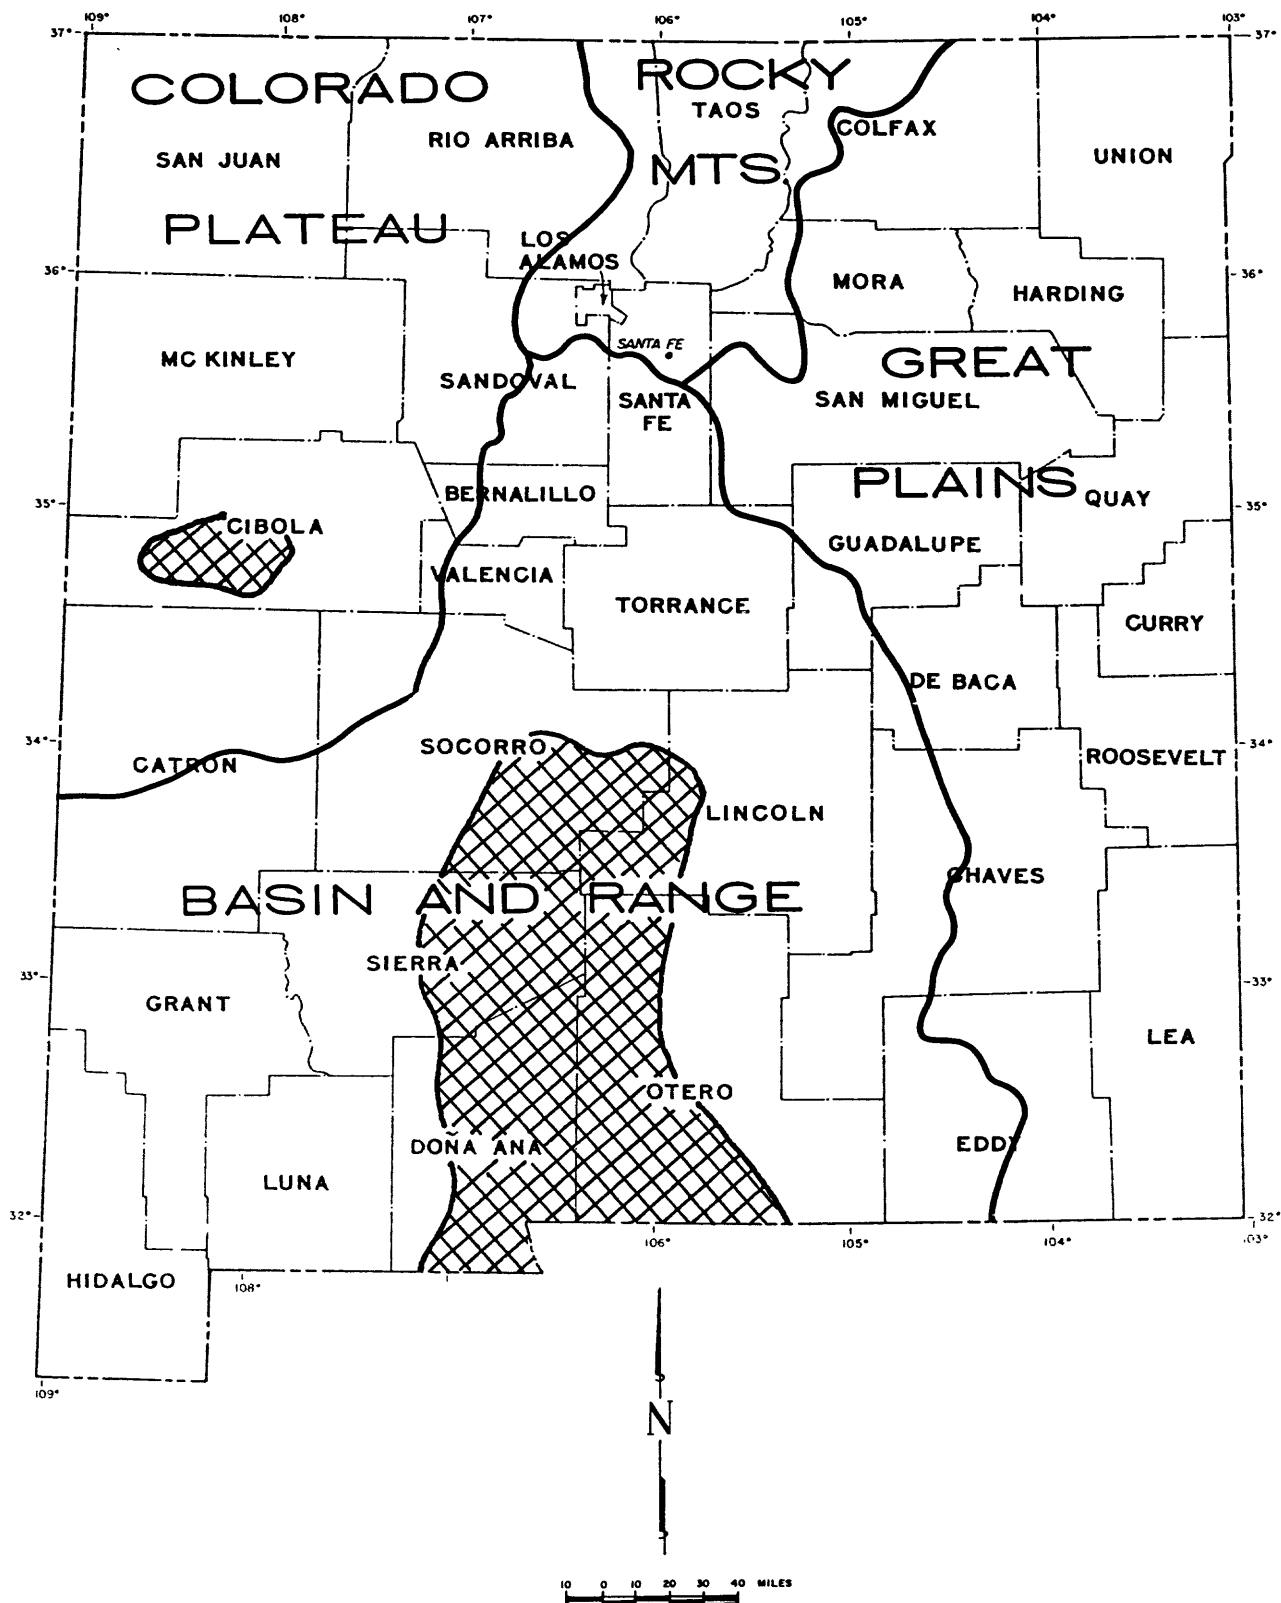 109° 108° 107° 106° 105° 104° 103°
37° 37°
COLORADO ROCKY
TAOS
RIO ARRIBA COLFAX
SAN JUAN UNION
MTS.
PLATEAU
LOS
ALAMOS
36° 36°
MORA HARDING
MC KINLEY SANTA FE GREAT
SANDOVAL
SANTA SAN MIGUEL
FE
PLAINS
BERNALILLO QUAY
35° 35°
CIBOLA
GUADALUPE
VALENCIA
TORRANCE
CURRY
DE BACA
34° 34°
SOCORRO
CATRON ROOSEVELT
LINCOLN
CHAVES
BASIN AND RANGE
SIERRA
33° 33°
GRANT
LEA
OTERO
DOÑA ANA EDDY
LUNA
32° 32°
106° 105° 104° 103°
HIDALGO 108°
109°
N
10 0 10 20 30 40 MILES